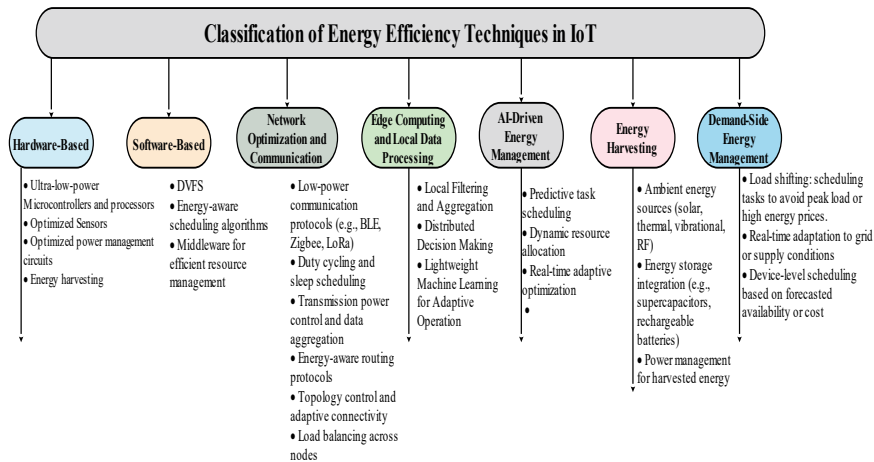 Classification of Energy Efficiency Techniques in IoT
Hardware-Based
• Ultra-low-power
Microcontrollers and processors
• Optimized Sensors
• Optimized power management
circuits
• Energy harvesting
Software-Based
• DVFS
• Energy-aware
scheduling algorithms
• Middleware for
efficient resource
management
Network
Optimization and
Communication
• Low-power
communication
protocols (e.g., BLE,
Zigbee, LoRa)
• Duty cycling and
sleep scheduling
• Transmission power
control and data
aggregation
• Energy-aware routing
protocols
• Topology control and
adaptive connectivity
• Load balancing across
nodes
Edge Computing
and Local Data
Processing
• Local Filtering
and Aggregation
• Distributed
Decision Making
• Lightweight
Machine Learning
for Adaptive
Operation
AI-Driven
Energy
Management
• Predictive task
scheduling
• Dynamic resource
allocation
• Real-time adaptive
optimization
•
Energy
Harvesting
• Ambient energy
sources (solar,
thermal, vibrational,
RF)
• Energy storage
integration (e.g.,
supercapacitors,
rechargeable
batteries)
• Power management
for harvested energy
Demand-Side
Energy
Management
• Load shifting: scheduling
tasks to avoid peak load or
high energy prices.
• Real-time adaptation to grid
or supply conditions
• Device-level scheduling
based on forecasted
availability or cost